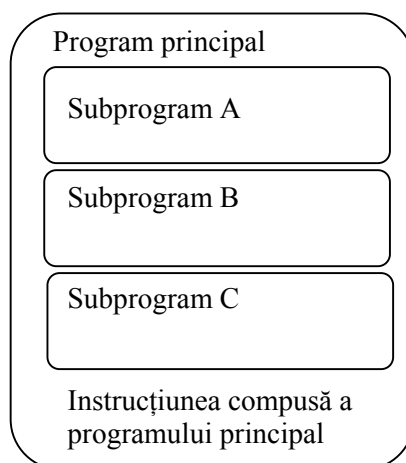 Program principal
Subprogram A
Subprogram B
Subprogram C
Instrucțiunea compusă a
programului principal